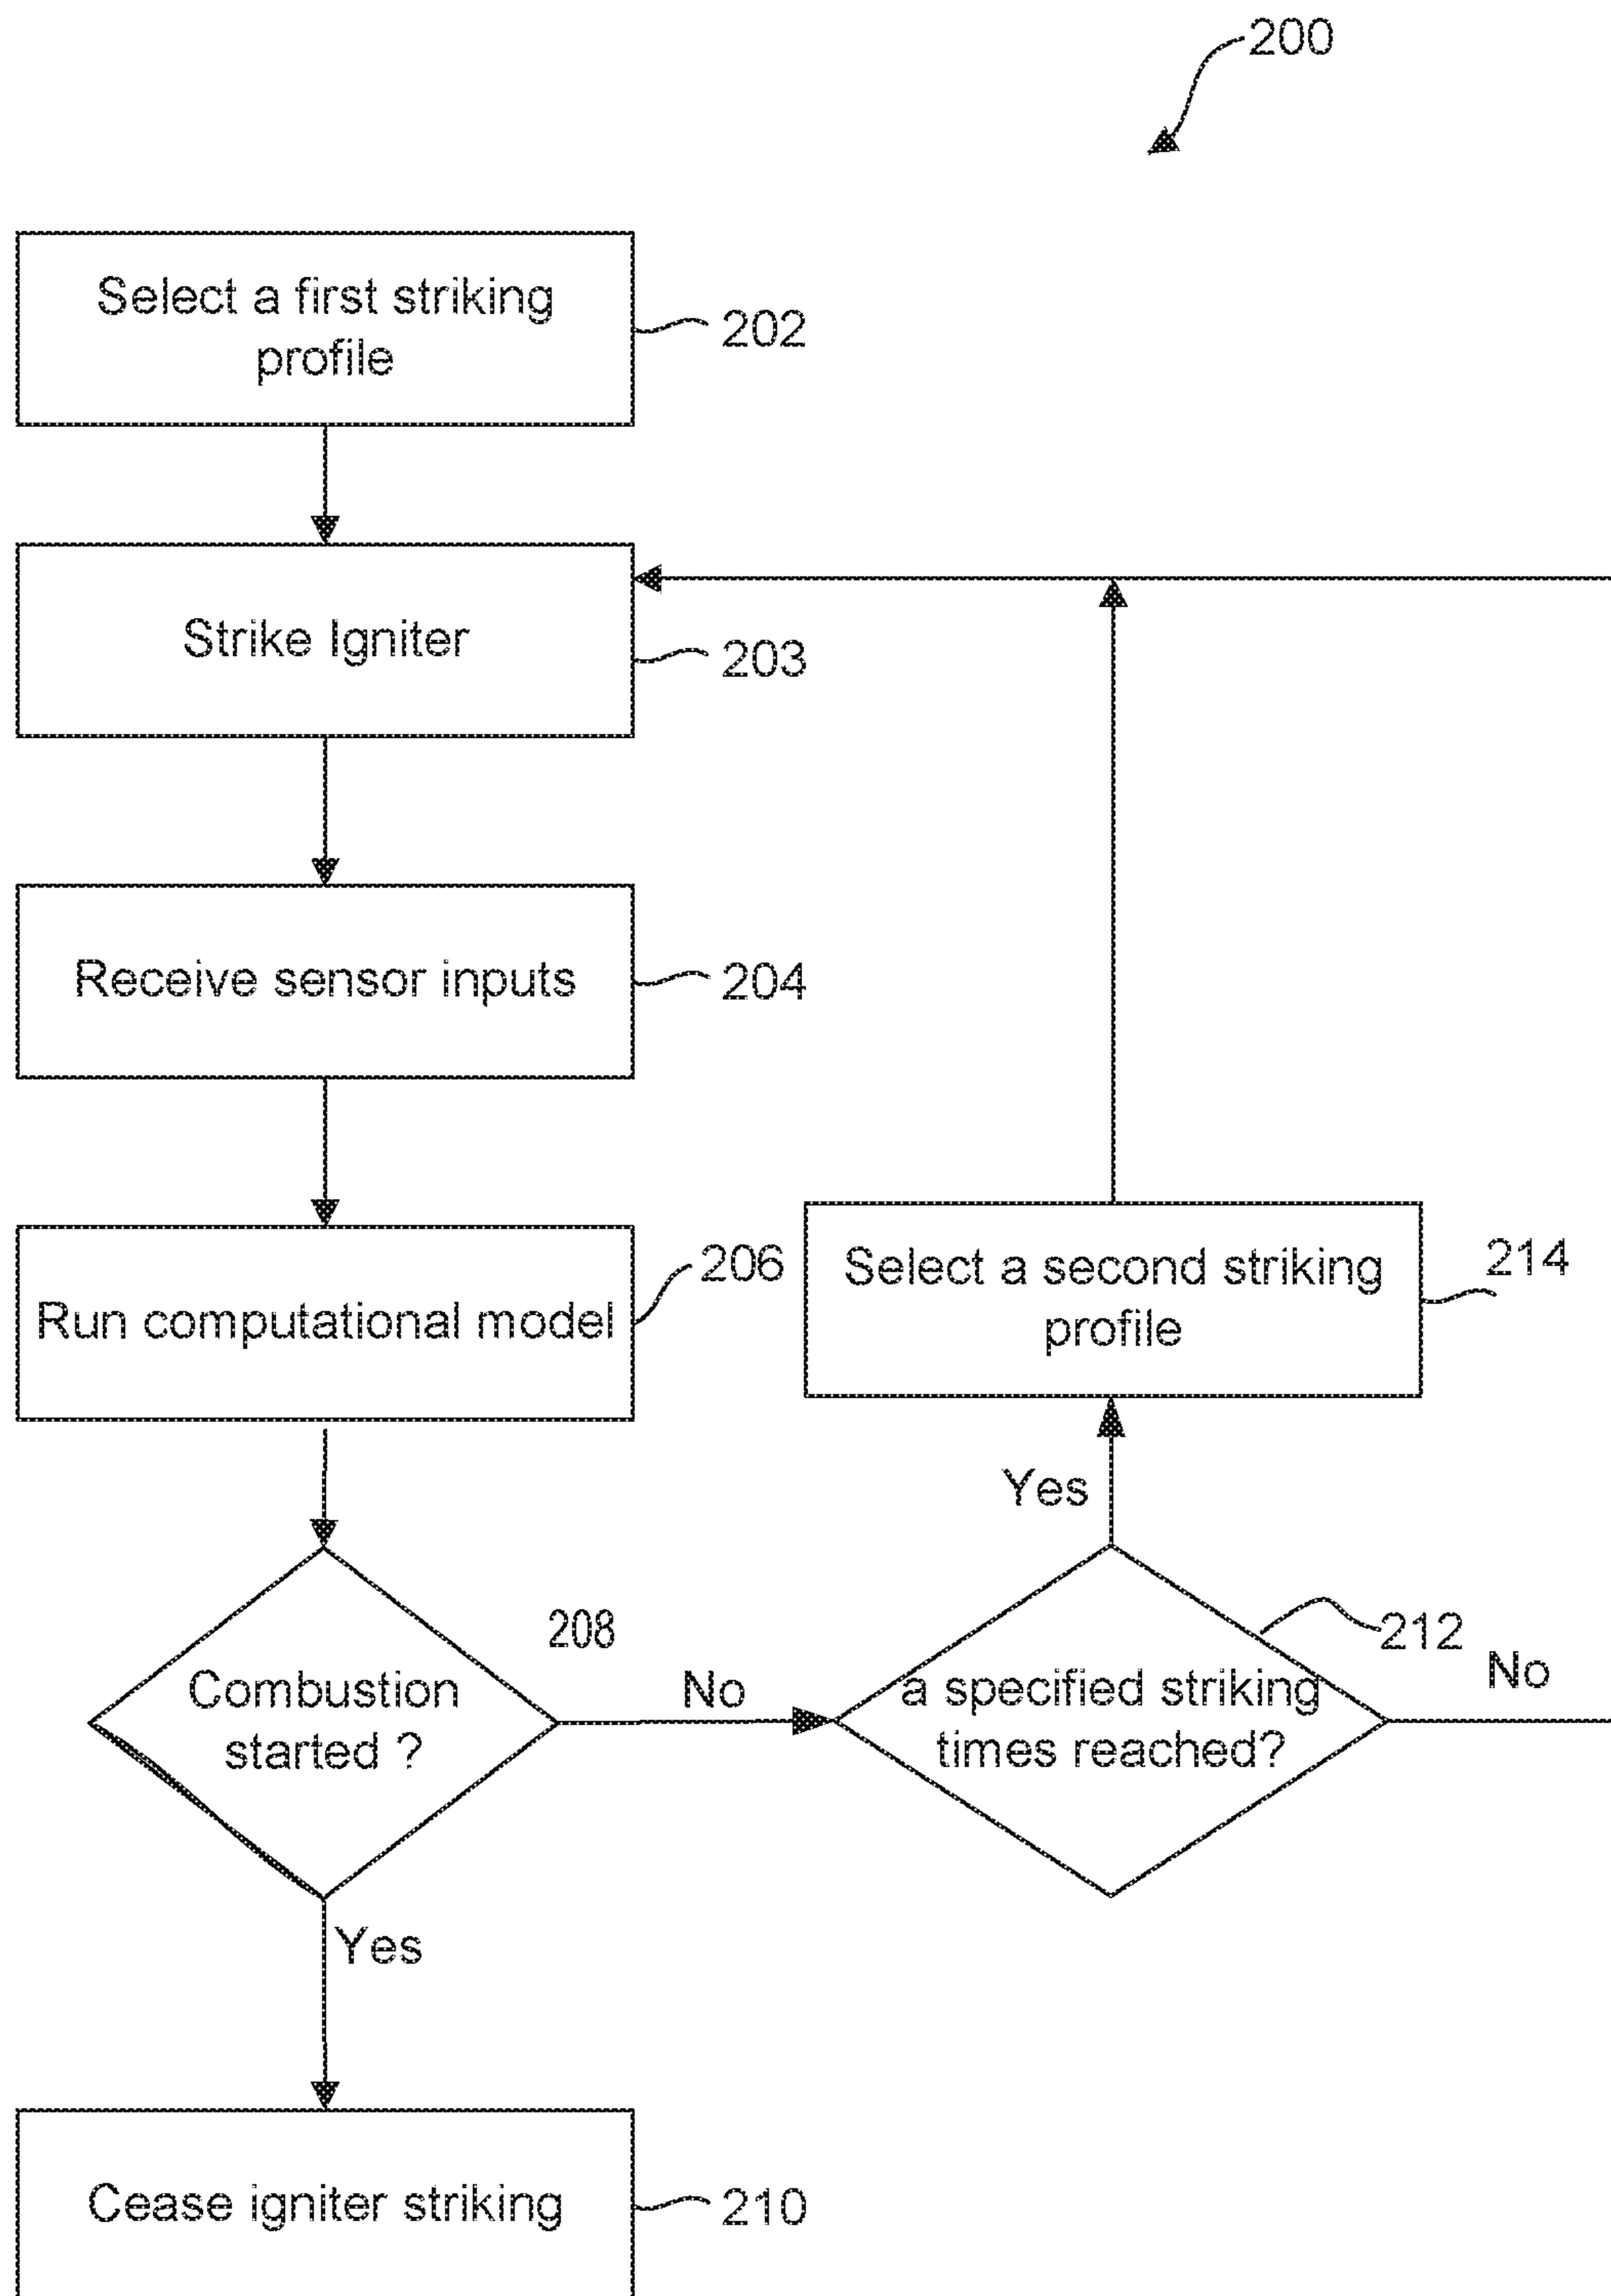 200
Select a first striking
profile
202
Strike Igniter
203
Receive sensor inputs
204
Run computational model
206
Select a second striking
profile
214
Yes
Combustion
started ?
208
No
a specified striking
times reached?
212
No
Yes
Cease igniter striking
210